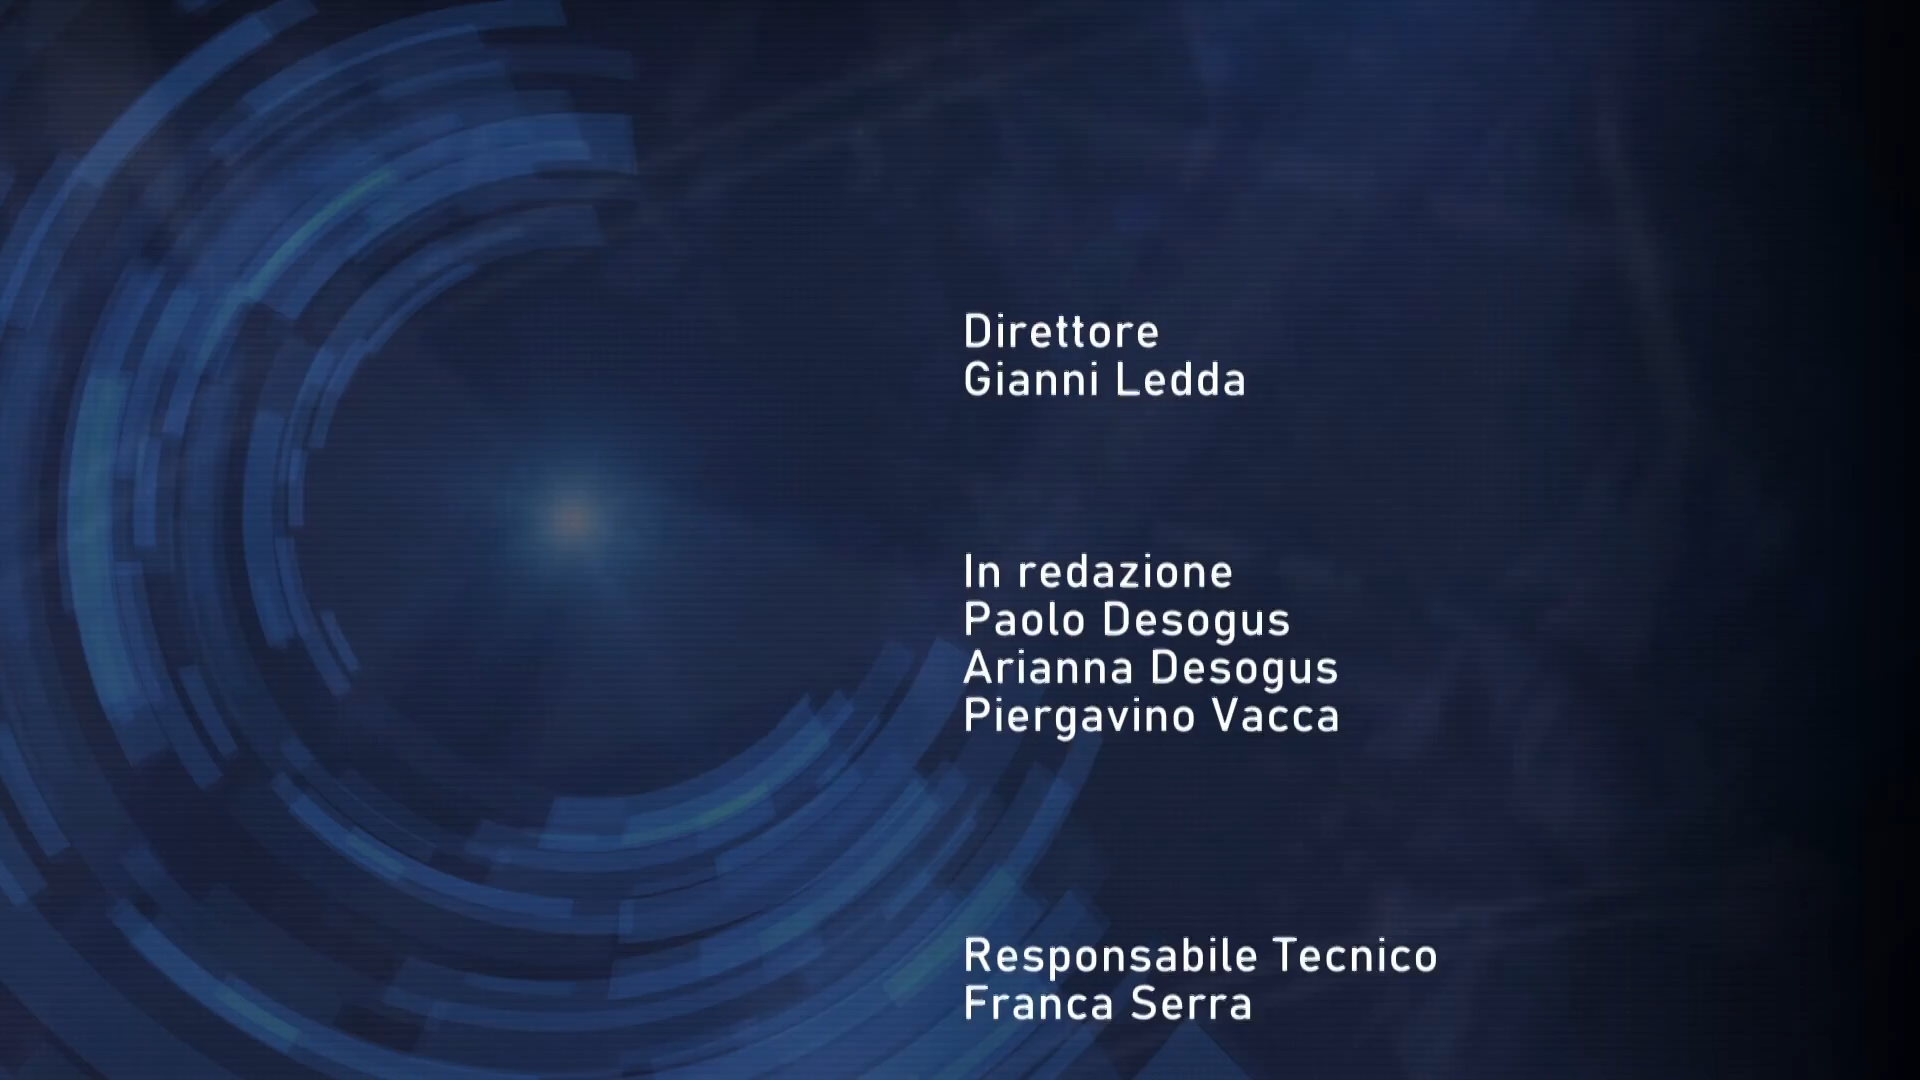 Direttore
Gianni Ledda
In redazione
Paolo Desogus
Arianna Desogus
Piergavino Vacca
Responsabile Tecnico
Franca Serra